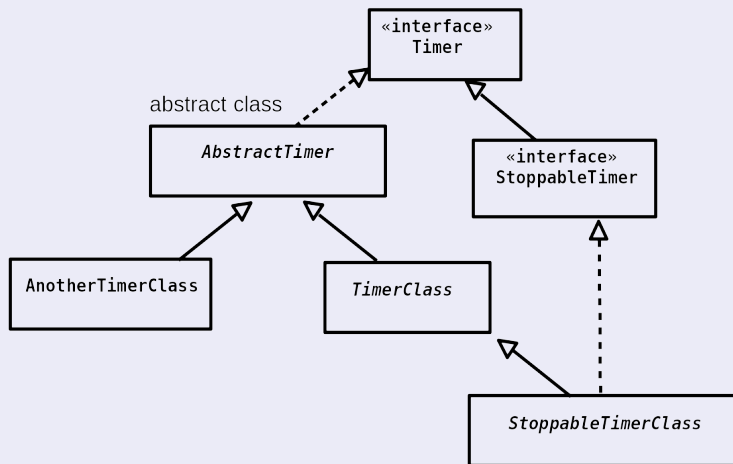 «interface»
Timer
abstract class
AbstractTimer
«interface»
StoppableTimer
AnotherTimerClass
TimerClass
StoppableTimerClass